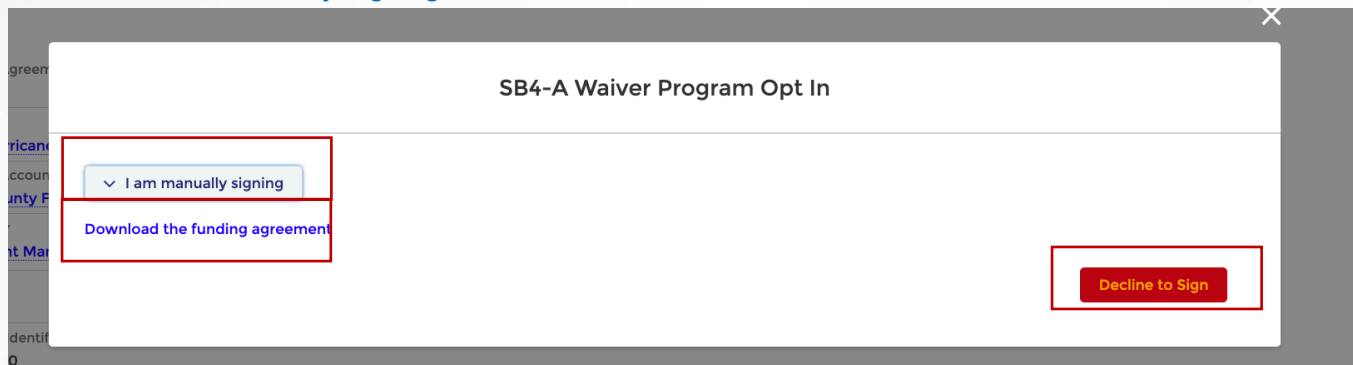 SB4-A Waiver Program Opt In
I am manually signing
Download the funding agreement
Decline to Sign